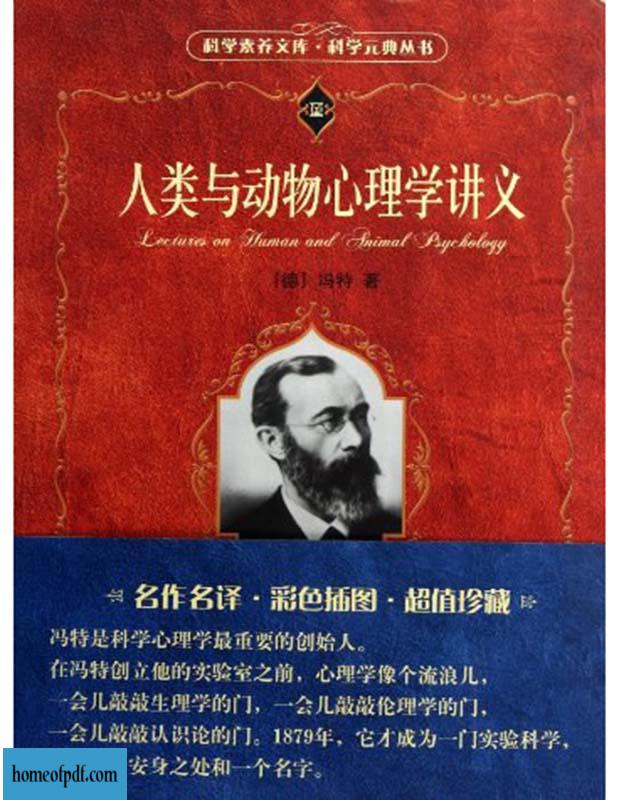 科学素养文库·科学元典丛书
人类与动物心理学讲义
Lectures on Human and Animal Psychology
[德] 冯特 著
名作名译·彩色插图·超值珍藏
冯特是科学心理学最重要的创始人。
在冯特创立他的实验室之前，心理学像个流浪儿，
一会儿敲敲生理学的门，一会儿敲敲伦理学的门，
一会儿敲敲认识论的门。1879年，它才成为一门实验科学，
安身之处和一个名字。
homeofpdf.com